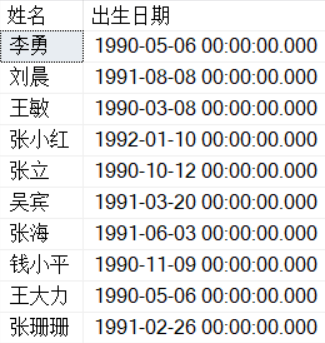 姓名 出生日期
李勇 1990-05-06 00:00:00.000
刘晨 1991-08-08 00:00:00.000
王敏 1990-03-08 00:00:00.000
张小红 1992-01-10 00:00:00.000
张立 1990-10-12 00:00:00.000
吴宾 1991-03-20 00:00:00.000
张海 1991-06-03 00:00:00.000
钱小平 1990-11-09 00:00:00.000
王大力 1990-05-06 00:00:00.000
张珊珊 1991-02-26 00:00:00.000